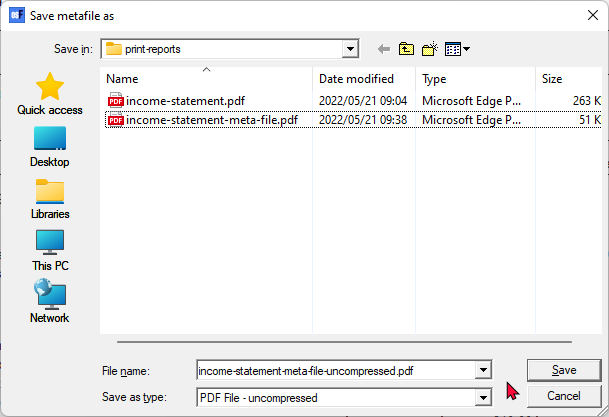 Save metafile as
Save in: print-reports
Name Date modified Type Size
income-statement.pdf 2022/05/21 09:04 Microsoft Edge P... 263 K
income-statement-meta-file.pdf 2022/05/21 09:38 Microsoft Edge P... 51 K
Quick access
Desktop
Libraries
This PC
Network
File name: income-statement-meta-file-uncompressed.pdf Save
Save as type: PDF File - uncompressed Cancel